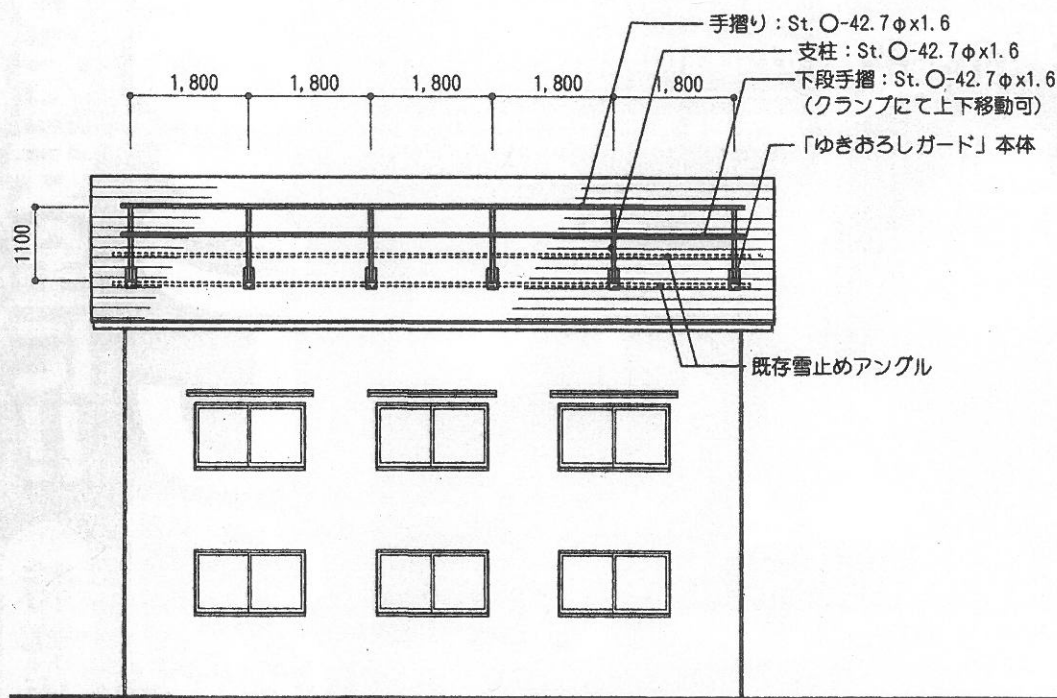 手摺り：St.〇-42.7φx1.6
支柱：St.〇-42.7φx1.6
下段手摺：St.〇-42.7φx1.6
(クランプにて上下移動可)
「ゆきおろしガード」本体
1,800 1,800 1,800 1,800 1,800
1100
既存雪止めアングル